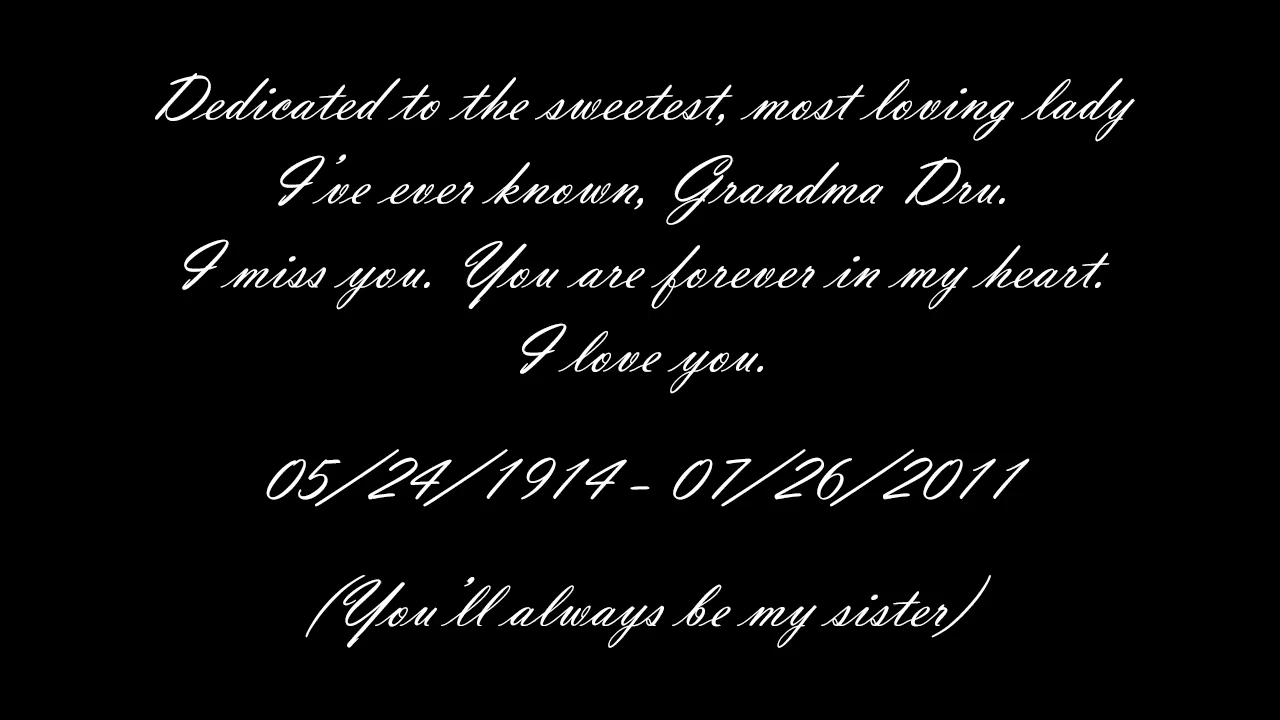 Dedicated to the sweetest, most loving lady
I've ever known, Grandma Dru.
I miss you. You are forever in my heart.
I love you.
05/24/1914 - 07/26/2011
(You'll always be my sister)